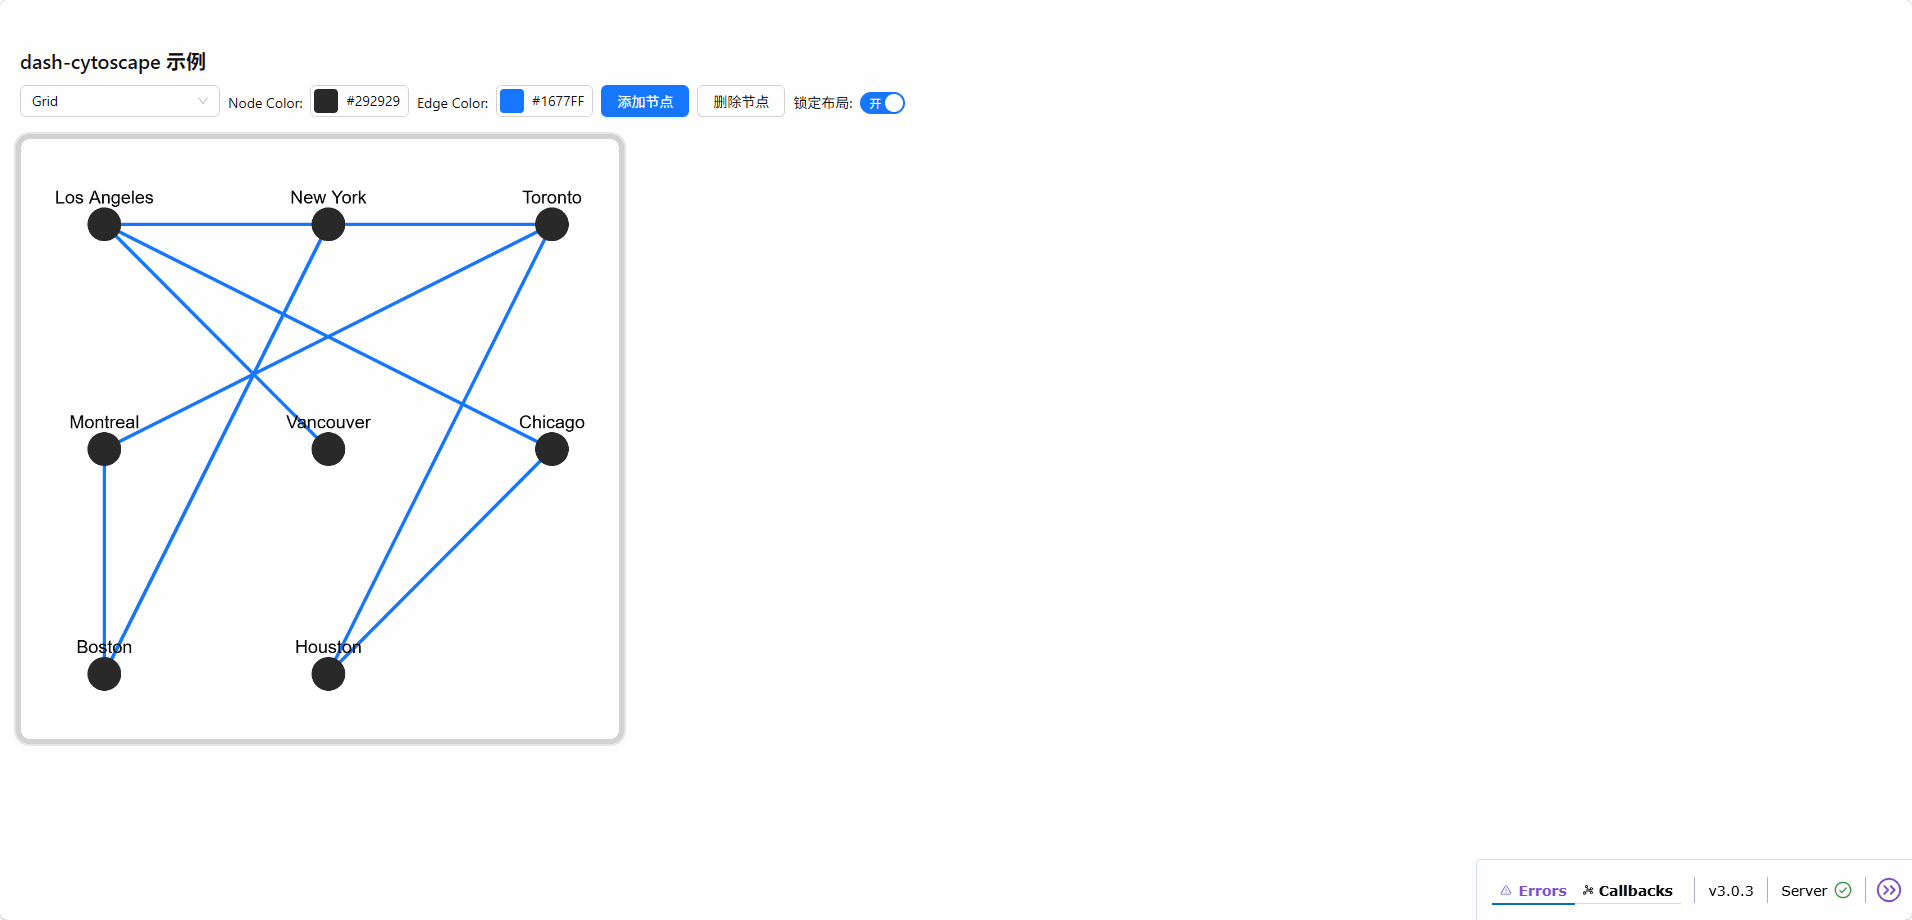 dash-cytoscape 示例
Grid Node Color: #292929 Edge Color: #1677FF 添加节点 删除节点 锁定布局: 开
Los Angeles New York Toronto
Montreal Vancouver Chicago
Boston Houston
Errors Callbacks v3.0.3 Server